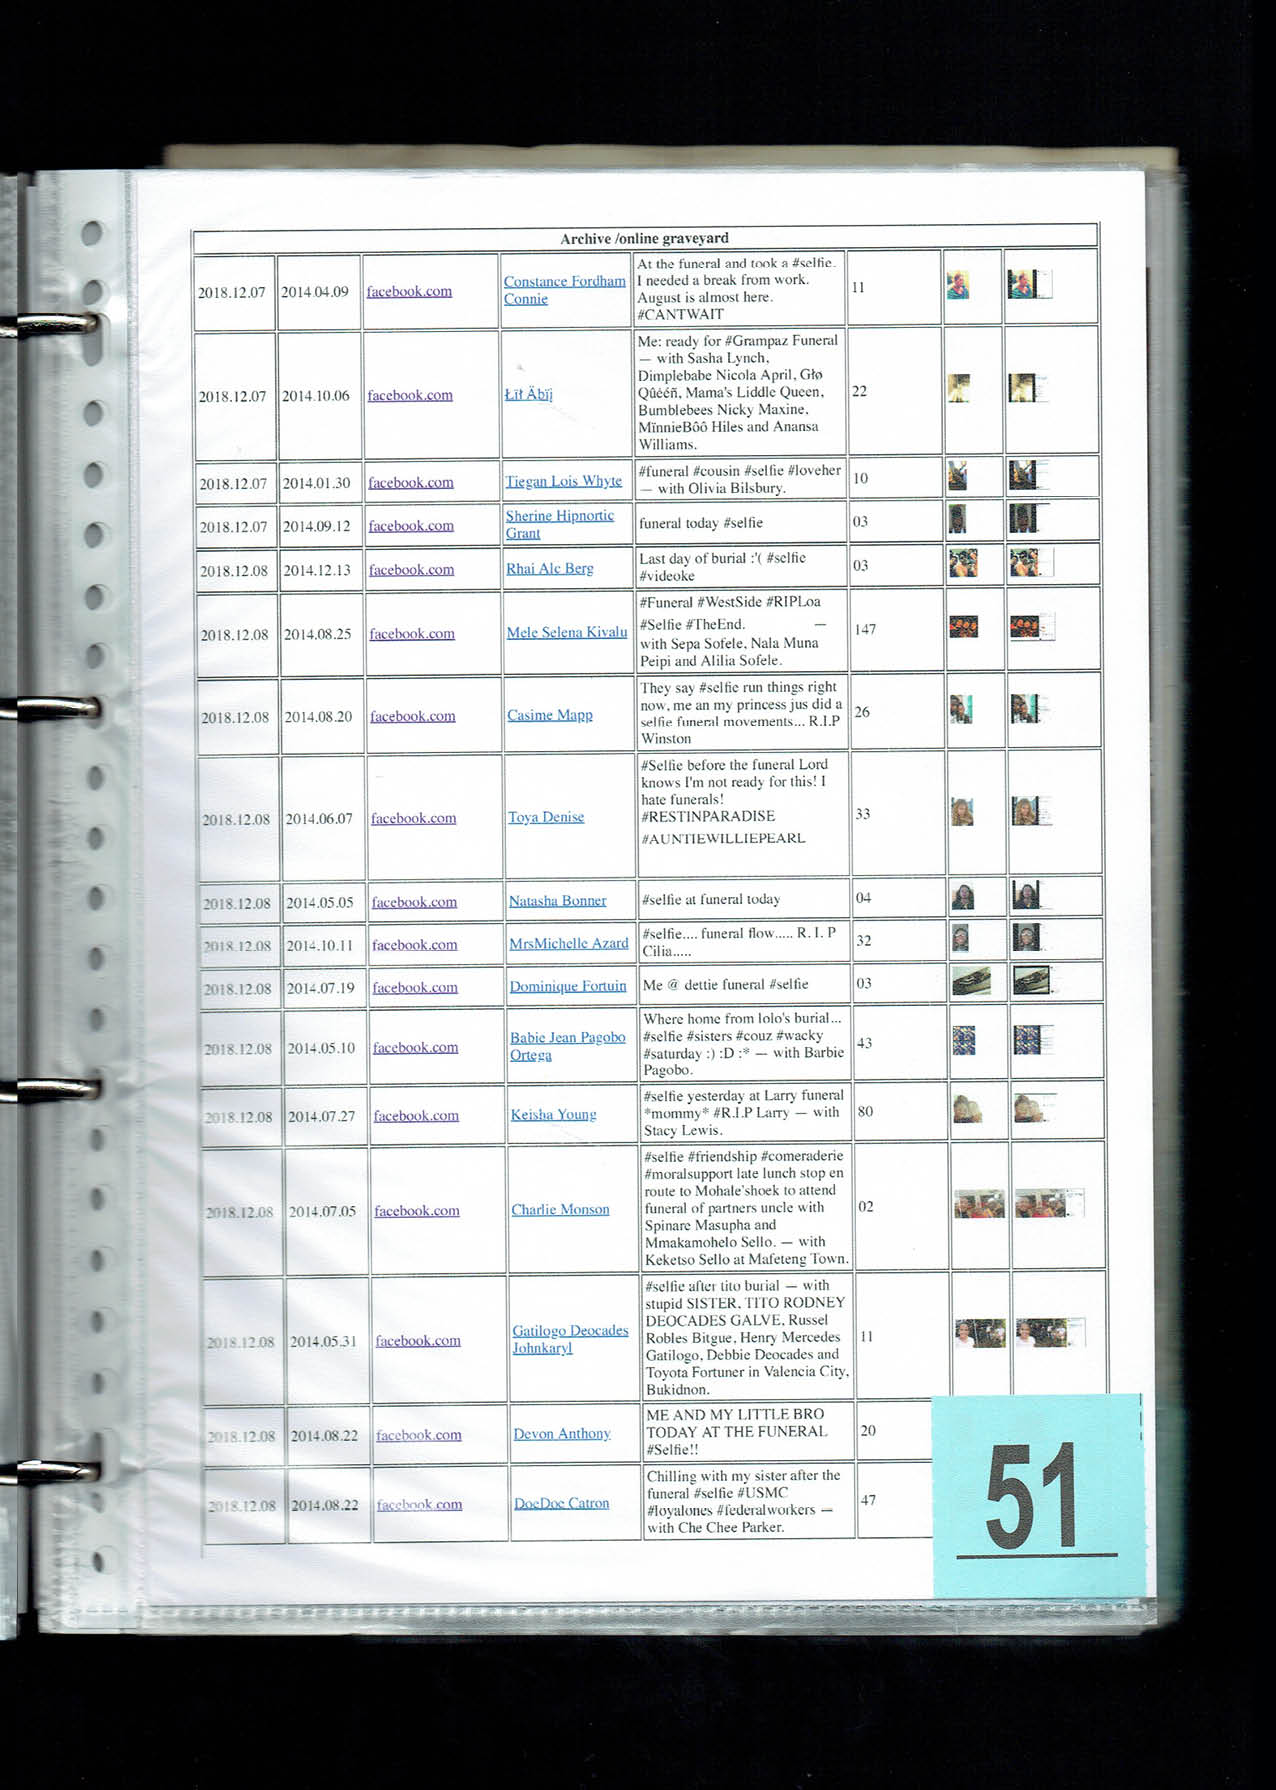 Archive /online graveyard
2018.12.07 2014.04.09 facebook.com Constance Fordham
Connie
At the funeral and took a #selfie.
I needed a break from work.
August is almost here.
#CANTWAIT
11
2018.12.07 2014.10.06 facebook.com Łïł Äbïj
Me: ready for #Grampaz Funeral
— with Sasha Lynch,
Dimplebabe Nicola April, Głø
Qûééñ, Mama's Liddle Queen,
Bumblebees Nicky Maxine,
MïnnieBôô Hiles and Anansa
Williams.
22
2018.12.07 2014.01.30 facebook.com Tiegan Lois Whyte
#funeral #cousin #selfie #loveher
— with Olivia Bilsbury.
10
2018.12.07 2014.09.12 facebook.com Sherine Hipnortic
Grant
funeral today #selfie
03
2018.12.08 2014.12.13 facebook.com Rhai Alc Berg
Last day of burial :'( #selfie
#videoke
03
2018.12.08 2014.08.25 facebook.com Mele Selena Kivalu
#Funeral #WestSide #RIPLoa
#Selfie #TheEnd. —
with Sepa Sofele, Nala Muna
Peipi and Alilia Sofele.
147
2018.12.08 2014.08.20 facebook.com Casime Mapp
They say #selfie run things right
now, me an my princess jus did a
selfie funeral movements... R.I.P
Winston
26
2018.12.08 2014.06.07 facebook.com Toya Denise
#Selfie before the funeral Lord
knows I'm not ready for this! I
hate funerals!
#RESTINPARADISE
#AUNTIEWILLIEPEARL
33
2018.12.08 2014.05.05 facebook.com Natasha Bonner
#selfie at funeral today
04
2018.12.08 2014.10.11 facebook.com MrsMichelle Azard
#selfie.... funeral flow..... R. I. P
Cilia.....
32
2018.12.08 2014.07.19 facebook.com Dominique Fortuin
Me @ dettie funeral #selfie
03
2018.12.08 2014.05.10 facebook.com Babie Jean Pagobo
Ortega
Where home from lolo's burial...
#selfie #sisters #couz #wacky
#saturday :) :D :* — with Barbie
Pagobo.
43
2018.12.08 2014.07.27 facebook.com Keisha Young
#selfie yesterday at Larry funeral
*mommy* #R.I.P Larry — with
Stacy Lewis.
80
2018.12.08 2014.07.05 facebook.com Charlie Monson
#selfie #friendship #comeraderie
#moralsupport late lunch stop en
route to Mohale'shoek to attend
funeral of partners uncle with
Spinare Masupha and
Mmakamohelo Sello. — with
Keketso Sello at Mafeteng Town.
02
2018.12.08 2014.05.31 facebook.com Gatilogo Deocades
Johnkaryl
#selfie after tito burial — with
stupid SISTER, TITO RODNEY
DEOCADES GALVE, Russel
Robles Bitgue, Henry Mercedes
Gatilogo, Debbie Deocades and
Toyota Fortuner in Valencia City,
Bukidnon.
11
2018.12.08 2014.08.22 facebook.com Devon Anthony
ME AND MY LITTLE BRO
TODAY AT THE FUNERAL
#Selfie!!
20
2018.12.08 2014.08.22 facebook.com DocDoc Catron
Chilling with my sister after the
funeral #selfie #USMC
#loyalones #federalworkers —
with Che Chee Parker.
47
51